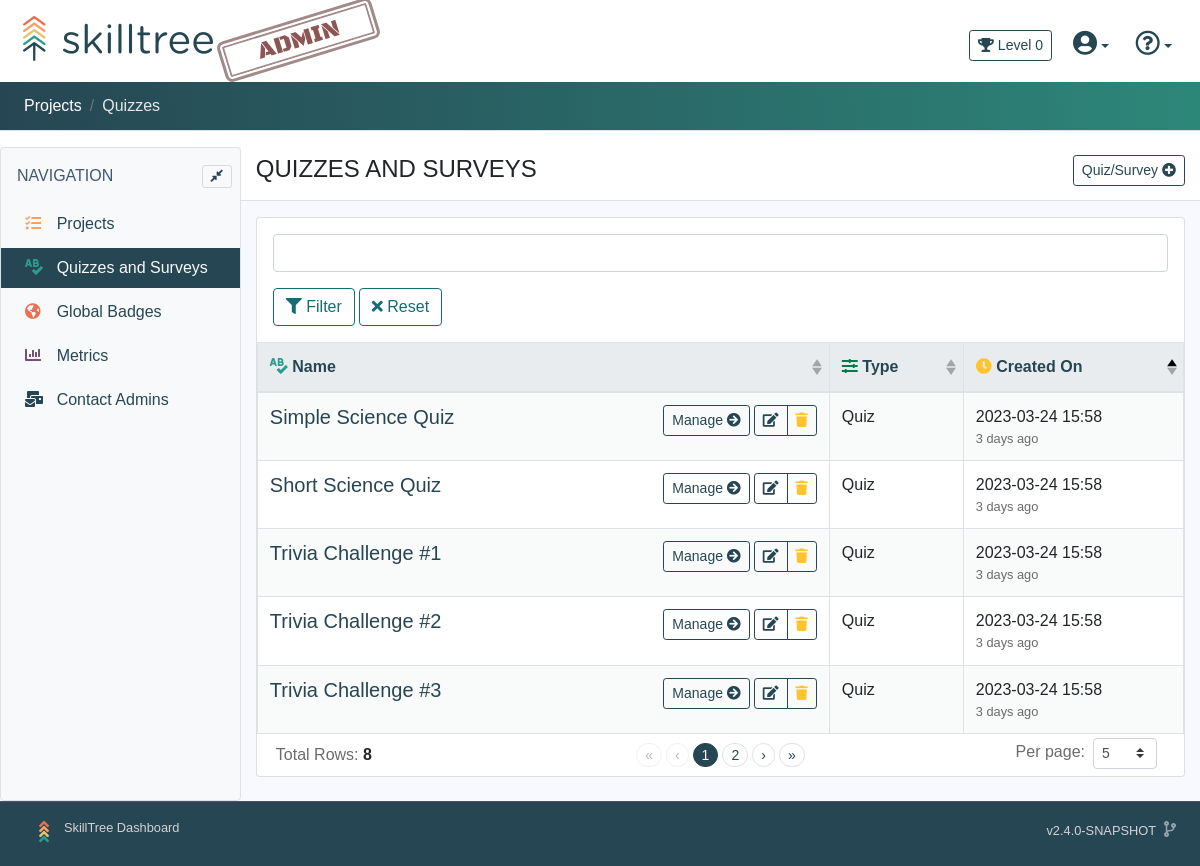 skilltree
ADMIN
Level 0
Projects / Quizzes
NAVIGATION
Projects
Quizzes and Surveys
Global Badges
Metrics
Contact Admins
QUIZZES AND SURVEYS
Quiz/Survey
Filter
Reset
Name Type Created On
Simple Science Quiz Manage Quiz 2023-03-24 15:58
3 days ago
Short Science Quiz Manage Quiz 2023-03-24 15:58
3 days ago
Trivia Challenge #1 Manage Quiz 2023-03-24 15:58
3 days ago
Trivia Challenge #2 Manage Quiz 2023-03-24 15:58
3 days ago
Trivia Challenge #3 Manage Quiz 2023-03-24 15:58
3 days ago
Total Rows: 8 « ‹ 1 2 › » Per page: 5
SkillTree Dashboard
v2.4.0-SNAPSHOT